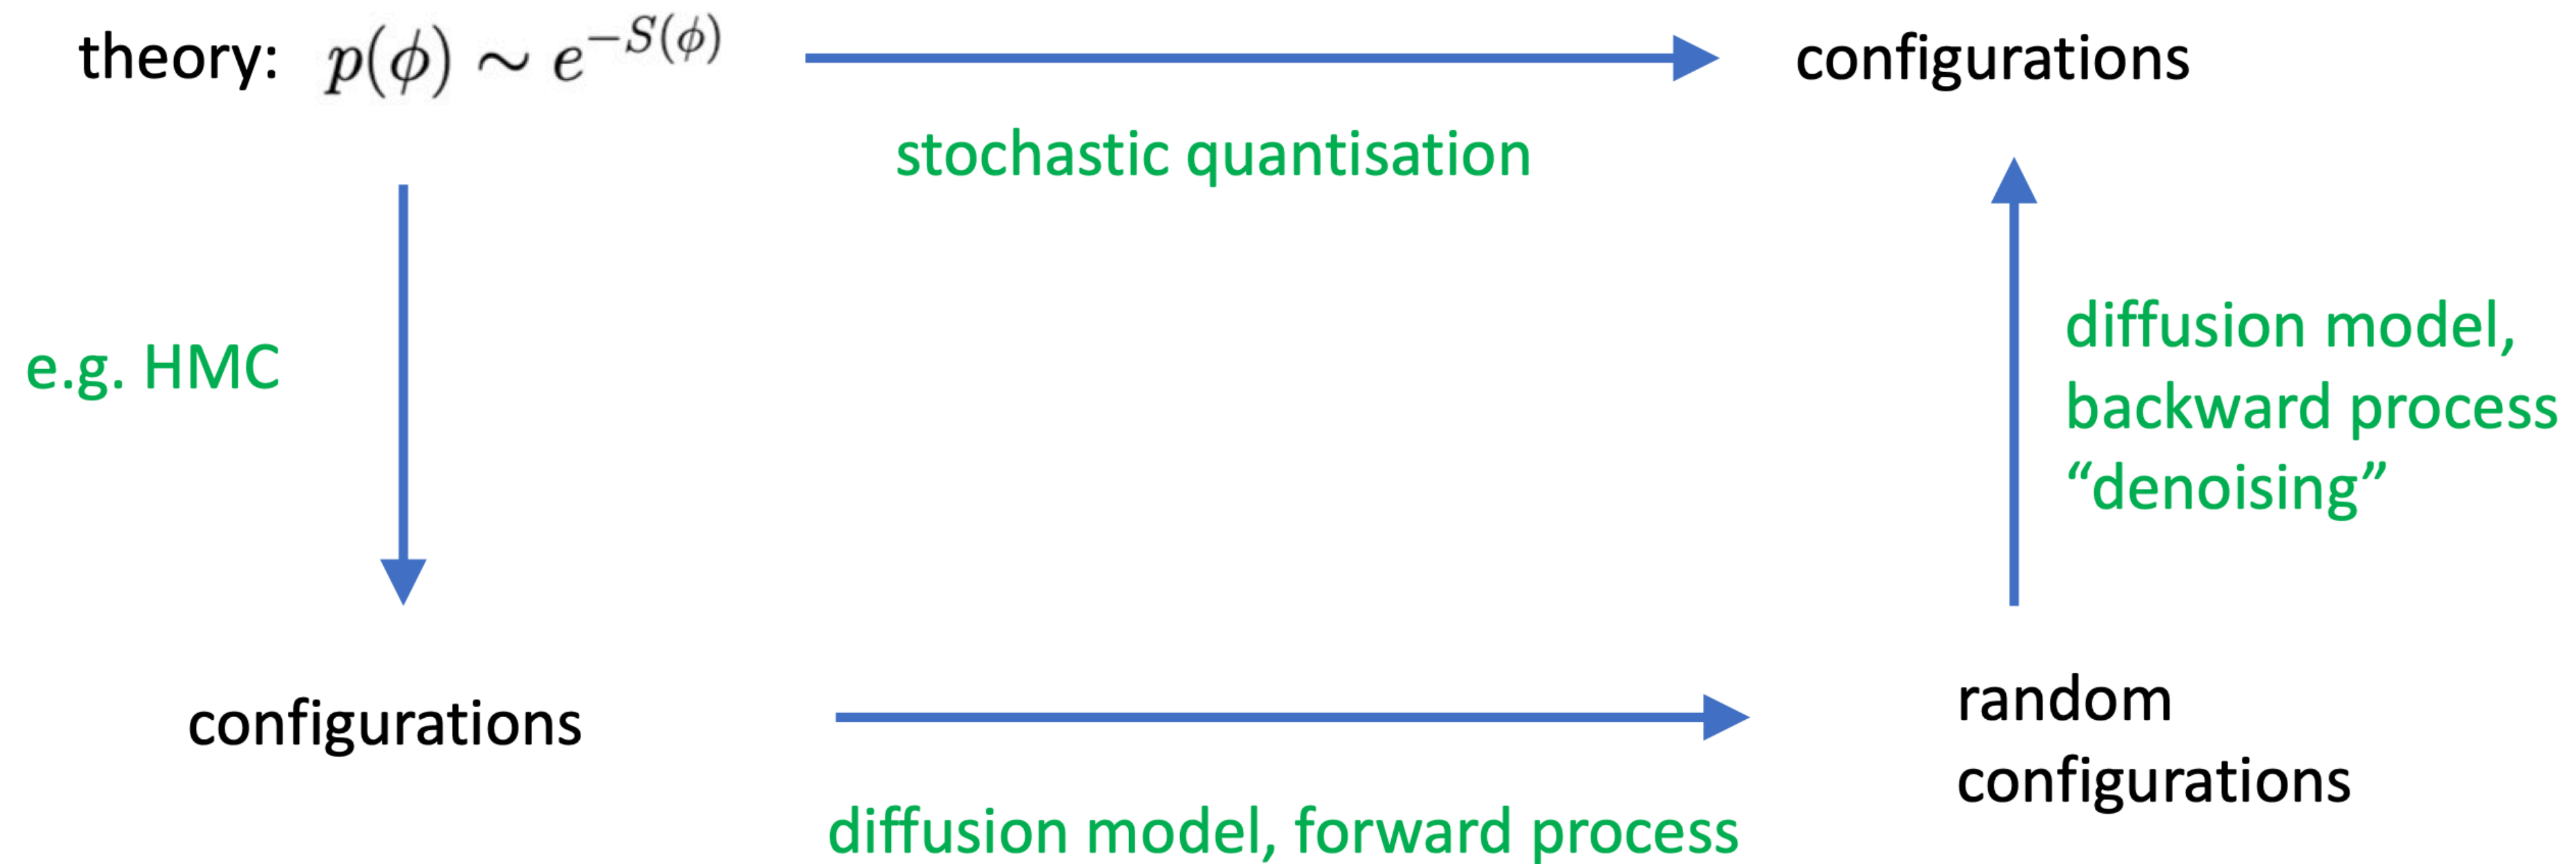 theory: p(ϕ) ∼ e^{−S(ϕ)}
configurations
stochastic quantisation
e.g. HMC
diffusion model,
backward process
“denoising”
configurations
random
configurations
diffusion model, forward process